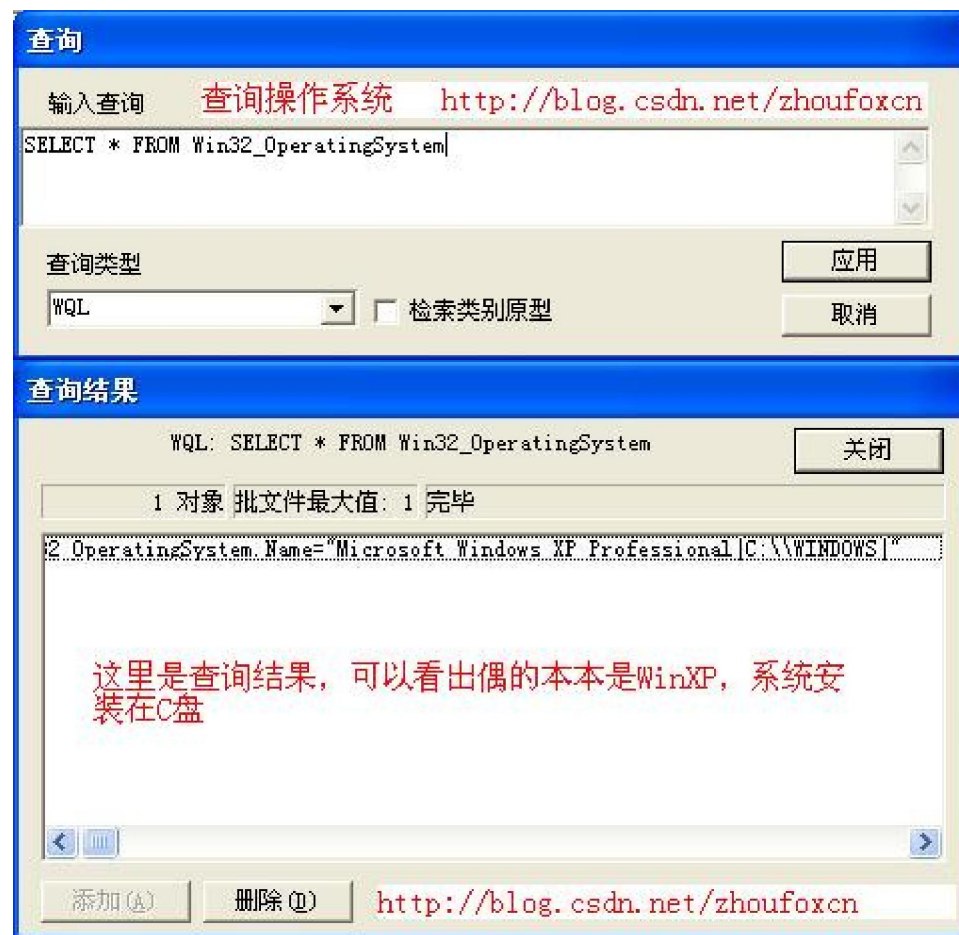 查询
输入查询 查询操作系统 http://blog.csdn.net/zhoufoxcn
SELECT * FROM Win32_OperatingSystem
查询类型
应用
WQL 检索类别原型
取消
查询结果
WQL: SELECT * FROM Win32_OperatingSystem
关闭
1 对象 批文件最大值: 1 完毕
2_OperatingSystem.Name="Microsoft Windows XP Professional|C:\\WINDOWS|"
这里是查询结果，可以看出偶的本本是WinXP，系统安
装在C盘
添加(A) 删除(D) http://blog.csdn.net/zhoufoxcn